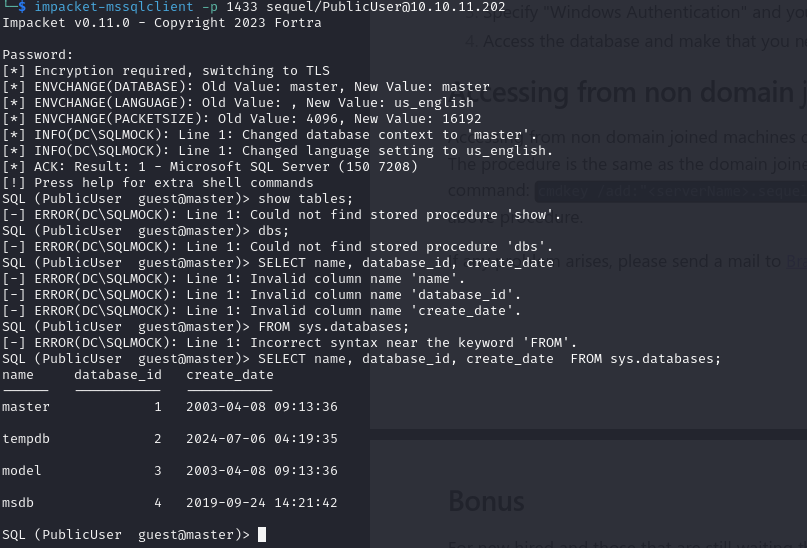 └─$ impacket-mssqlclient -p 1433 sequel/PublicUser@10.10.11.202
Impacket v0.11.0 - Copyright 2023 Fortra
Password:
[*] Encryption required, switching to TLS
[*] ENVCHANGE(DATABASE): Old Value: master, New Value: master
[*] ENVCHANGE(LANGUAGE): Old Value: , New Value: us_english
[*] ENVCHANGE(PACKETSIZE): Old Value: 4096, New Value: 16192
[*] INFO(DC\SQLMOCK): Line 1: Changed database context to 'master'.
[*] INFO(DC\SQLMOCK): Line 1: Changed language setting to us_english.
[*] ACK: Result: 1 - Microsoft SQL Server (150 7208)
[!] Press help for extra shell commands
SQL (PublicUser  guest@master)> show tables;
[-] ERROR(DC\SQLMOCK): Line 1: Could not find stored procedure 'show'.
SQL (PublicUser  guest@master)> dbs;
[-] ERROR(DC\SQLMOCK): Line 1: Could not find stored procedure 'dbs'.
SQL (PublicUser  guest@master)> SELECT name, database_id, create_date
[-] ERROR(DC\SQLMOCK): Line 1: Invalid column name 'name'.
[-] ERROR(DC\SQLMOCK): Line 1: Invalid column name 'database_id'.
[-] ERROR(DC\SQLMOCK): Line 1: Invalid column name 'create_date'.
SQL (PublicUser  guest@master)> FROM sys.databases;
[-] ERROR(DC\SQLMOCK): Line 1: Incorrect syntax near the keyword 'FROM'.
SQL (PublicUser  guest@master)> SELECT name, database_id, create_date  FROM sys.databases;
name     database_id   create_date
------   -----------   -----------
master             1   2003-04-08 09:13:36
tempdb             2   2024-07-06 04:19:35
model              3   2003-04-08 09:13:36
msdb               4   2019-09-24 14:21:42
SQL (PublicUser  guest@master)>
Specify "Windows Authentication" and yo
4. Access the database and make that you ne
ccessing from non domain j
from non domain joined machines
The procedure is the same as the domain joine
command:
procedure.
arises, please send a mail to
Bonus
For new hired and those that are still waiting